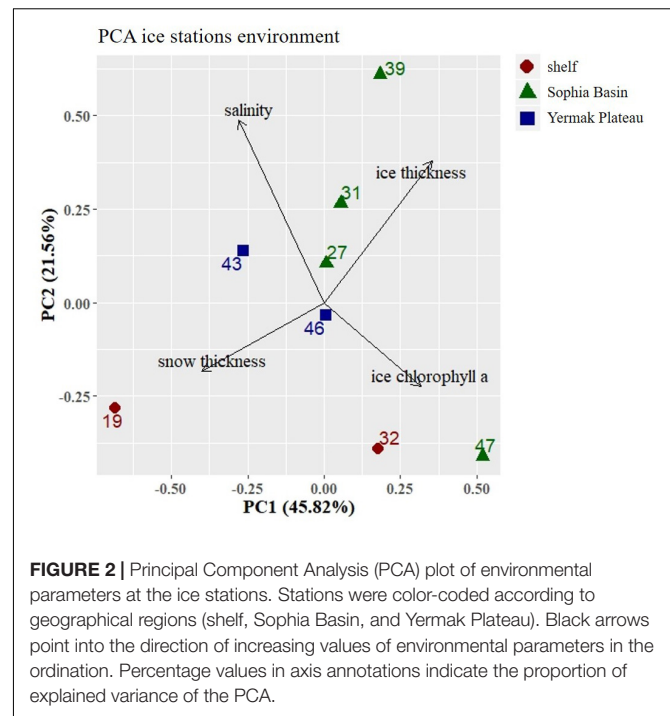 PCA ice stations environment
shelf
Sophia Basin
Yermak Plateau
39
salinity
ice thickness
31
27
43
46
snow thickness
ice chlorophyll a
19
32
47
0.50
0.25
0.00
-0.25
PC2 (21.56%)
-0.50
-0.25
0.00
0.25
0.50
PC1 (45.82%)
FIGURE 2 | Principal Component Analysis (PCA) plot of environmental
parameters at the ice stations. Stations were color-coded according to
geographical regions (shelf, Sophia Basin, and Yermak Plateau). Black arrows
point into the direction of increasing values of environmental parameters in the
ordination. Percentage values in axis annotations indicate the proportion of
explained variance of the PCA.